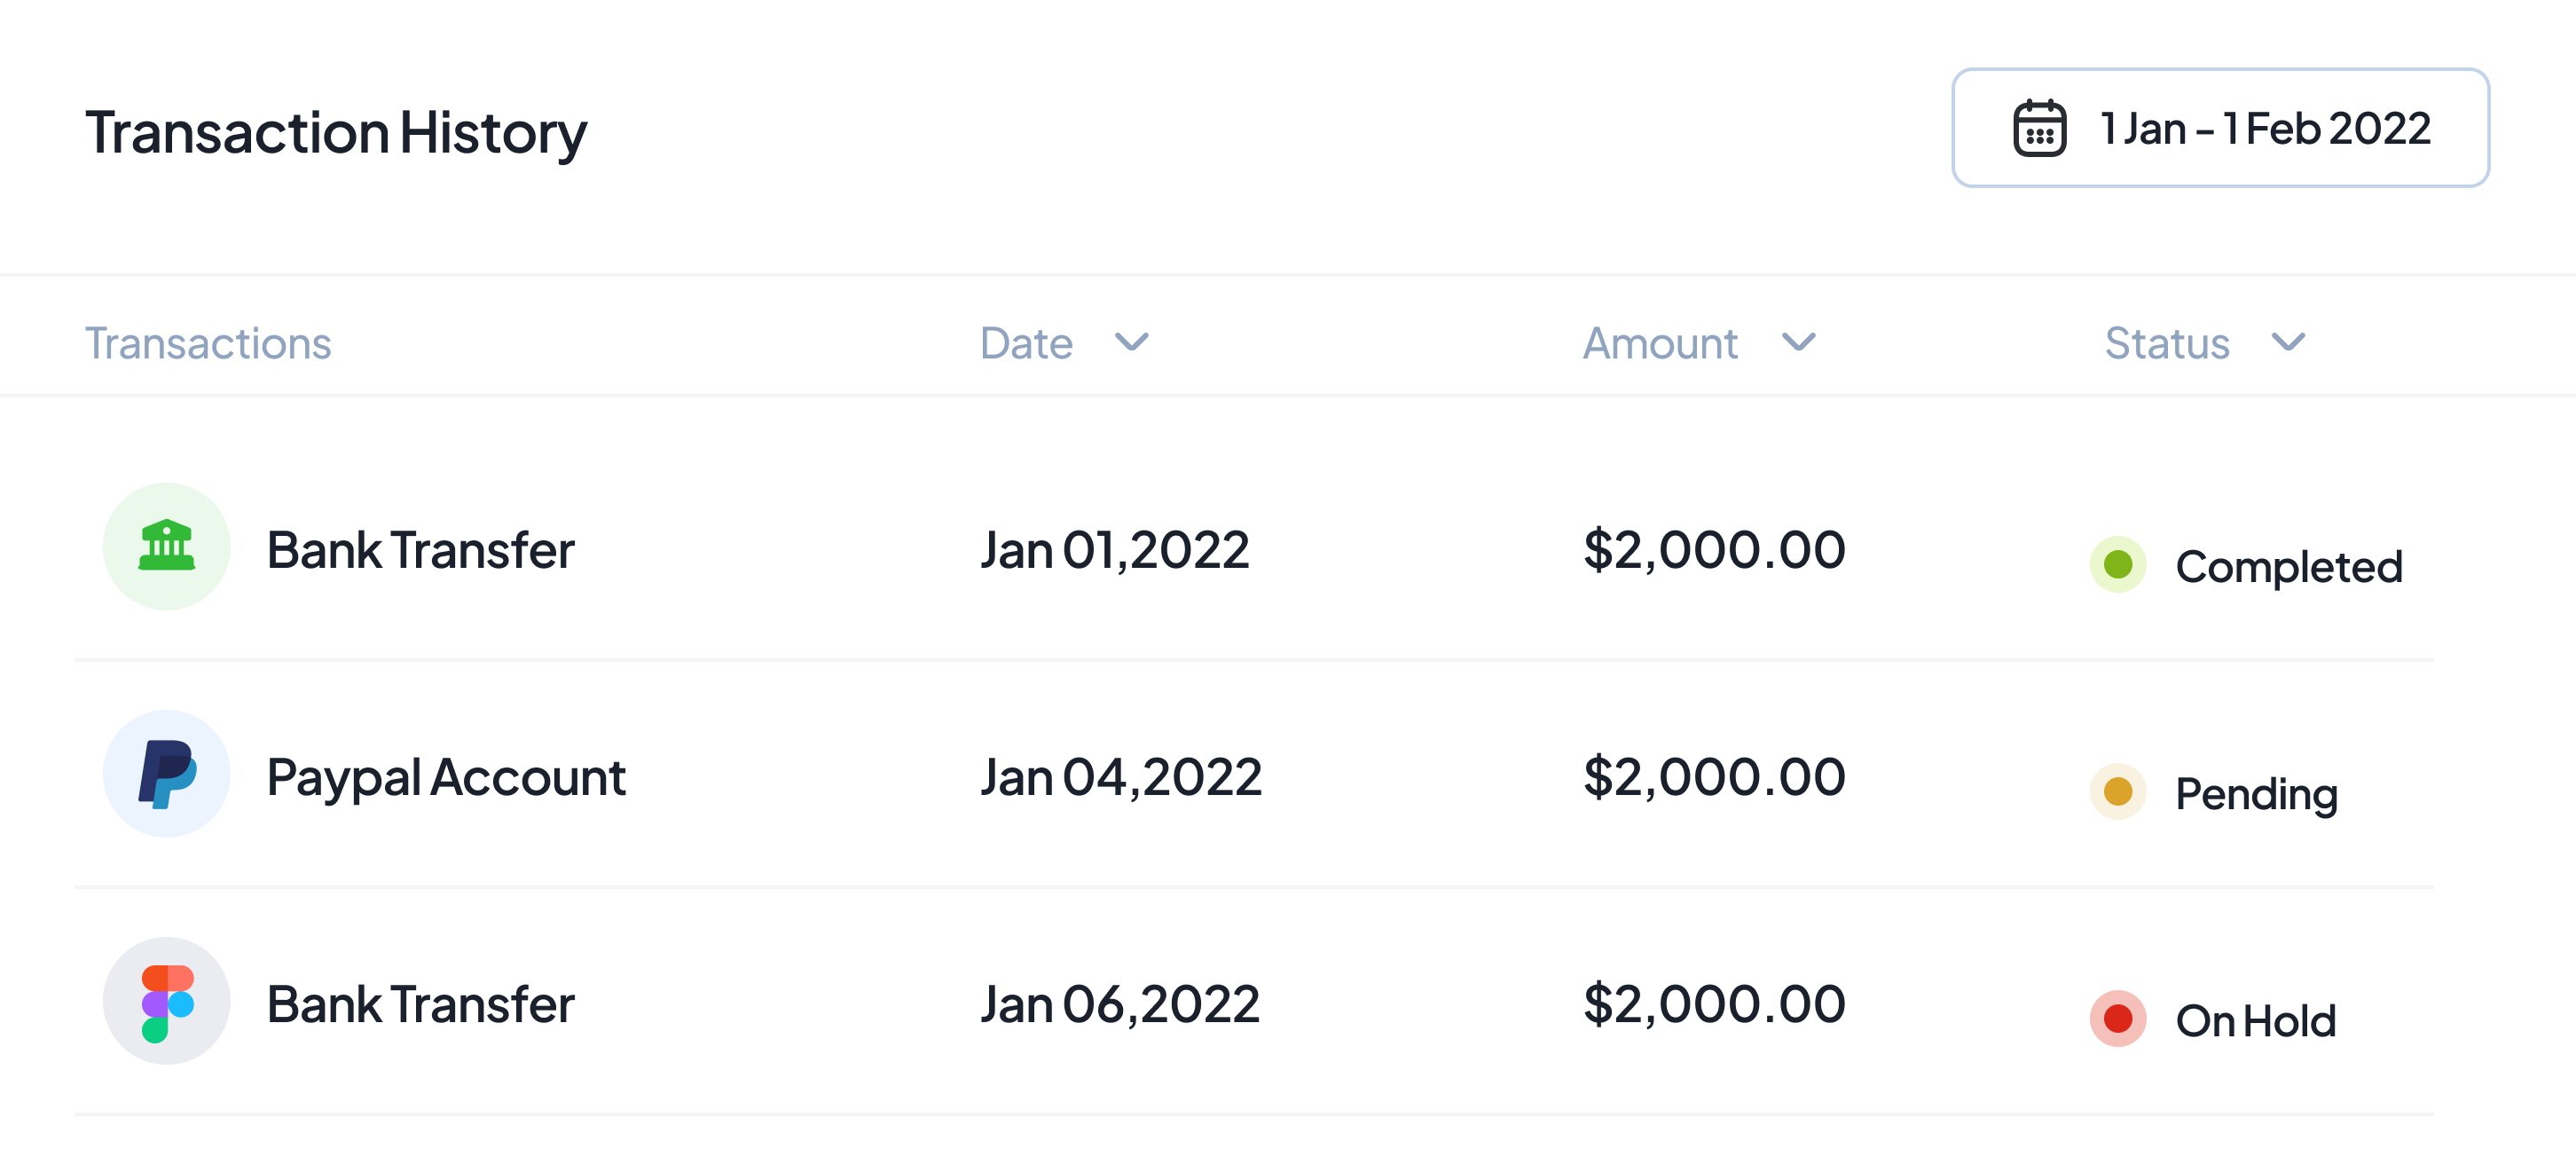 Transaction History
1 Jan - 1 Feb 2022
Transactions Date Amount Status
Bank Transfer Jan 01,2022 $2,000.00 Completed
Paypal Account Jan 04,2022 $2,000.00 Pending
Bank Transfer Jan 06,2022 $2,000.00 On Hold